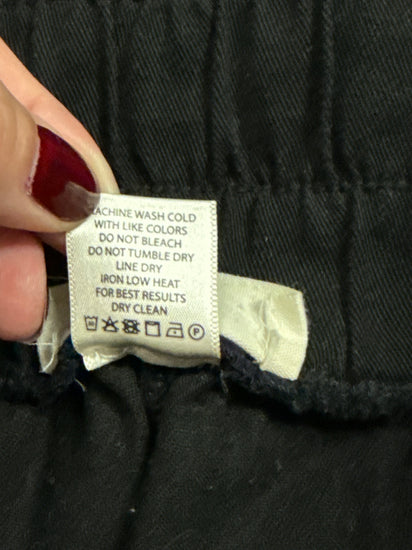 MACHINE WASH COLD
WITH LIKE COLORS
DO NOT BLEACH
DO NOT TUMBLE DRY
LINE DRY
IRON LOW HEAT
FOR BEST RESULTS
DRY CLEAN
P